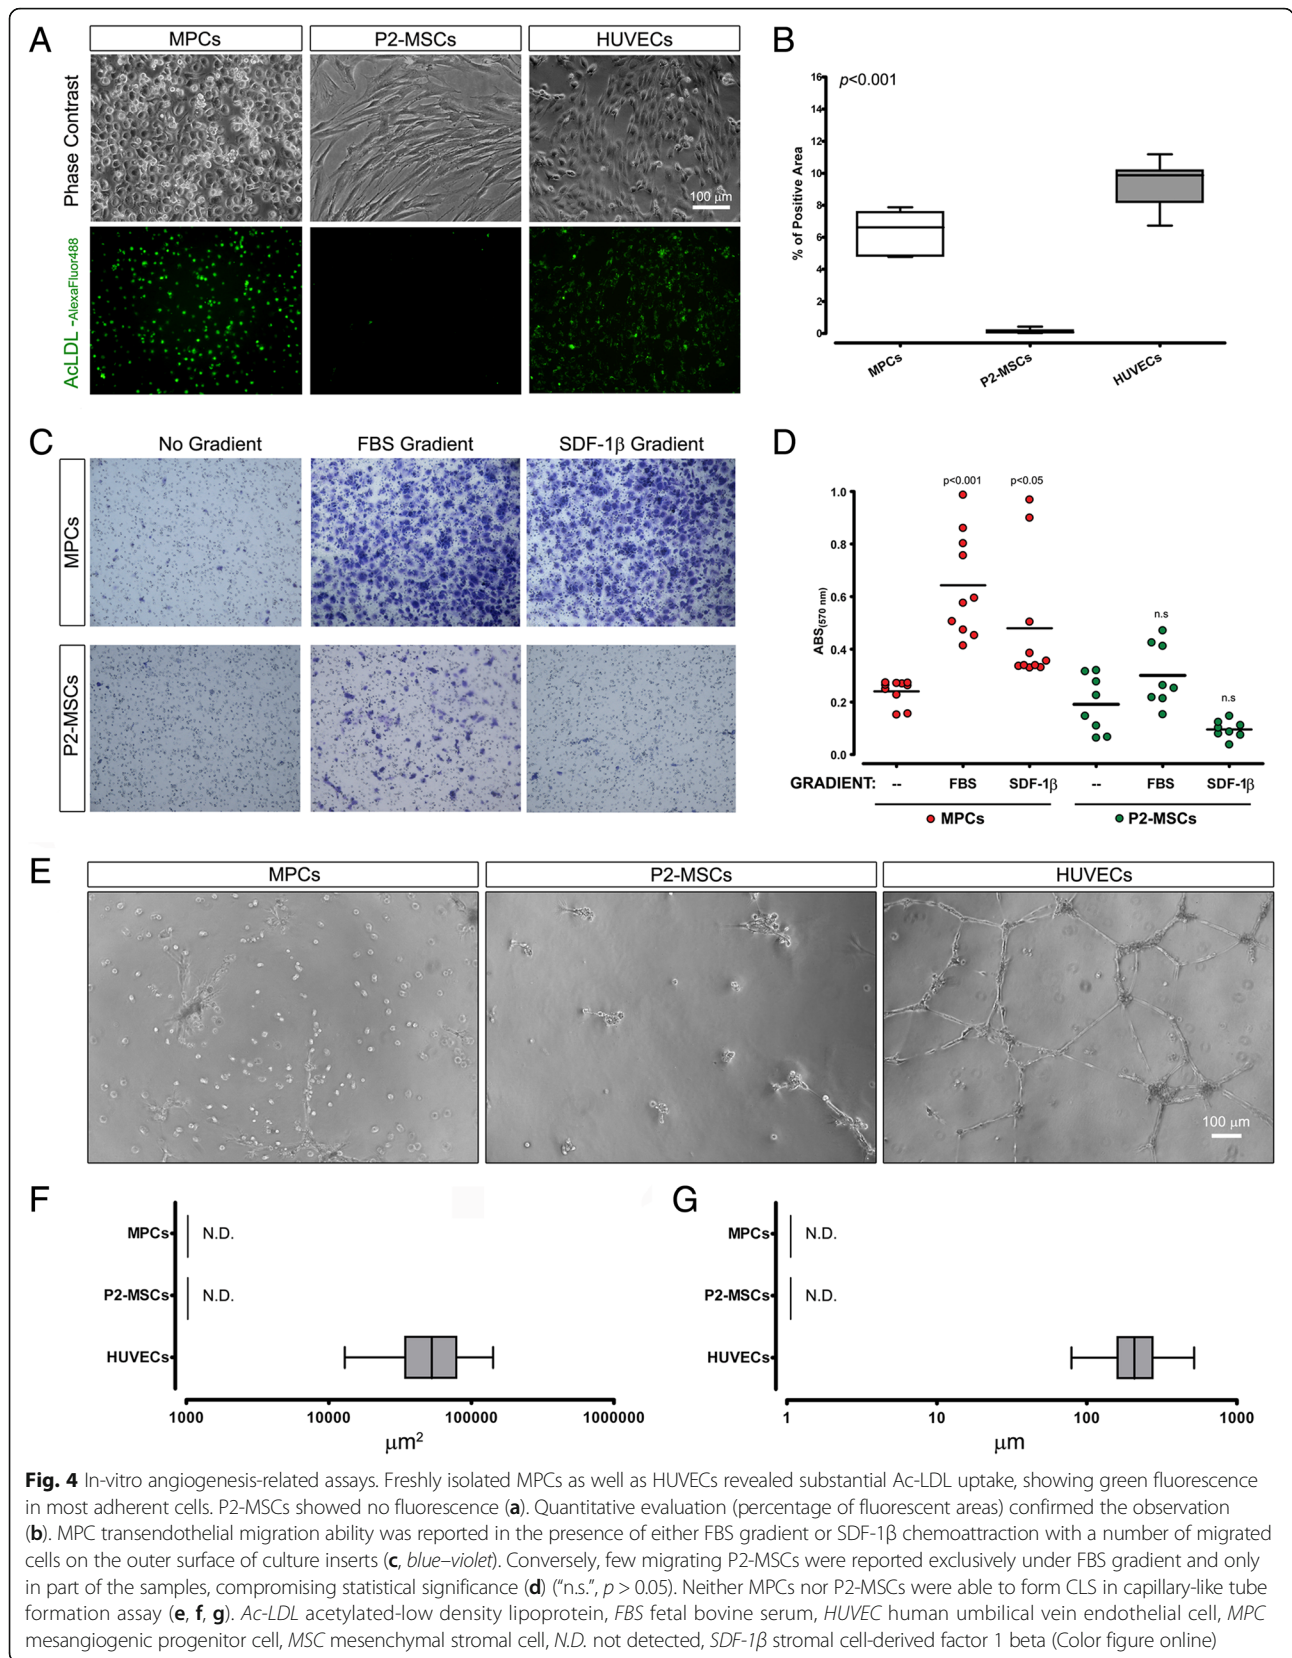 A
MPCs
P2-MSCs
HUVECs
Phase Contrast
100 μm
AcLDL -AlexaFluor488
B
p<0.001
% of Positive Area
16
14
12
10
8
6
4
2
0
MPCs
P2-MSCs
HUVECs
C
No Gradient
FBS Gradient
SDF-1β Gradient
MPCs
P2-MSCs
D
p<0.001
p<0.05
n.s
n.s
ABS(570 nm)
1.0
0.8
0.6
0.4
0.2
0.0
GRADIENT: -- FBS SDF-1β -- FBS SDF-1β
MPCs
P2-MSCs
E
MPCs
P2-MSCs
HUVECs
100 μm
F
MPCs
N.D.
P2-MSCs
N.D.
HUVECs
1000 10000 100000 1000000
μm²
G
MPCs
N.D.
P2-MSCs
N.D.
HUVECs
1 10 100 1000
μm
Fig. 4 In-vitro angiogenesis-related assays. Freshly isolated MPCs as well as HUVECs revealed substantial Ac-LDL uptake, showing green fluorescence
in most adherent cells. P2-MSCs showed no fluorescence (a). Quantitative evaluation (percentage of fluorescent areas) confirmed the observation
(b). MPC transendothelial migration ability was reported in the presence of either FBS gradient or SDF-1β chemoattraction with a number of migrated
cells on the outer surface of culture inserts (c, blue–violet). Conversely, few migrating P2-MSCs were reported exclusively under FBS gradient and only
in part of the samples, compromising statistical significance (d) (“n.s.”, p > 0.05). Neither MPCs nor P2-MSCs were able to form CLS in capillary-like tube
formation assay (e, f, g). Ac-LDL acetylated-low density lipoprotein, FBS fetal bovine serum, HUVEC human umbilical vein endothelial cell, MPC
mesangiogenic progenitor cell, MSC mesenchymal stromal cell, N.D. not detected, SDF-1β stromal cell-derived factor 1 beta (Color figure online)